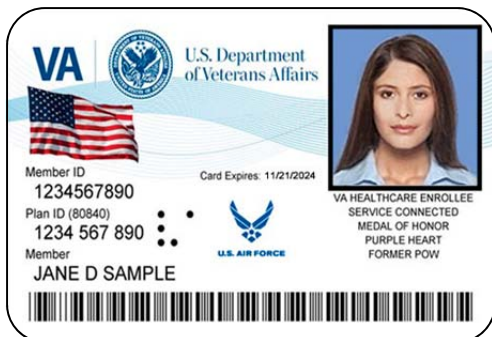 VA
U.S. Department
of Veterans Affairs
Member ID
1234567890
Card Expires: 11/21/2024
Plan ID (80840)
1234 567 890
Member
JANE D SAMPLE
U.S. AIR FORCE
VA HEALTHCARE ENROLLEE
SERVICE CONNECTED
MEDAL OF HONOR
PURPLE HEART
FORMER POW